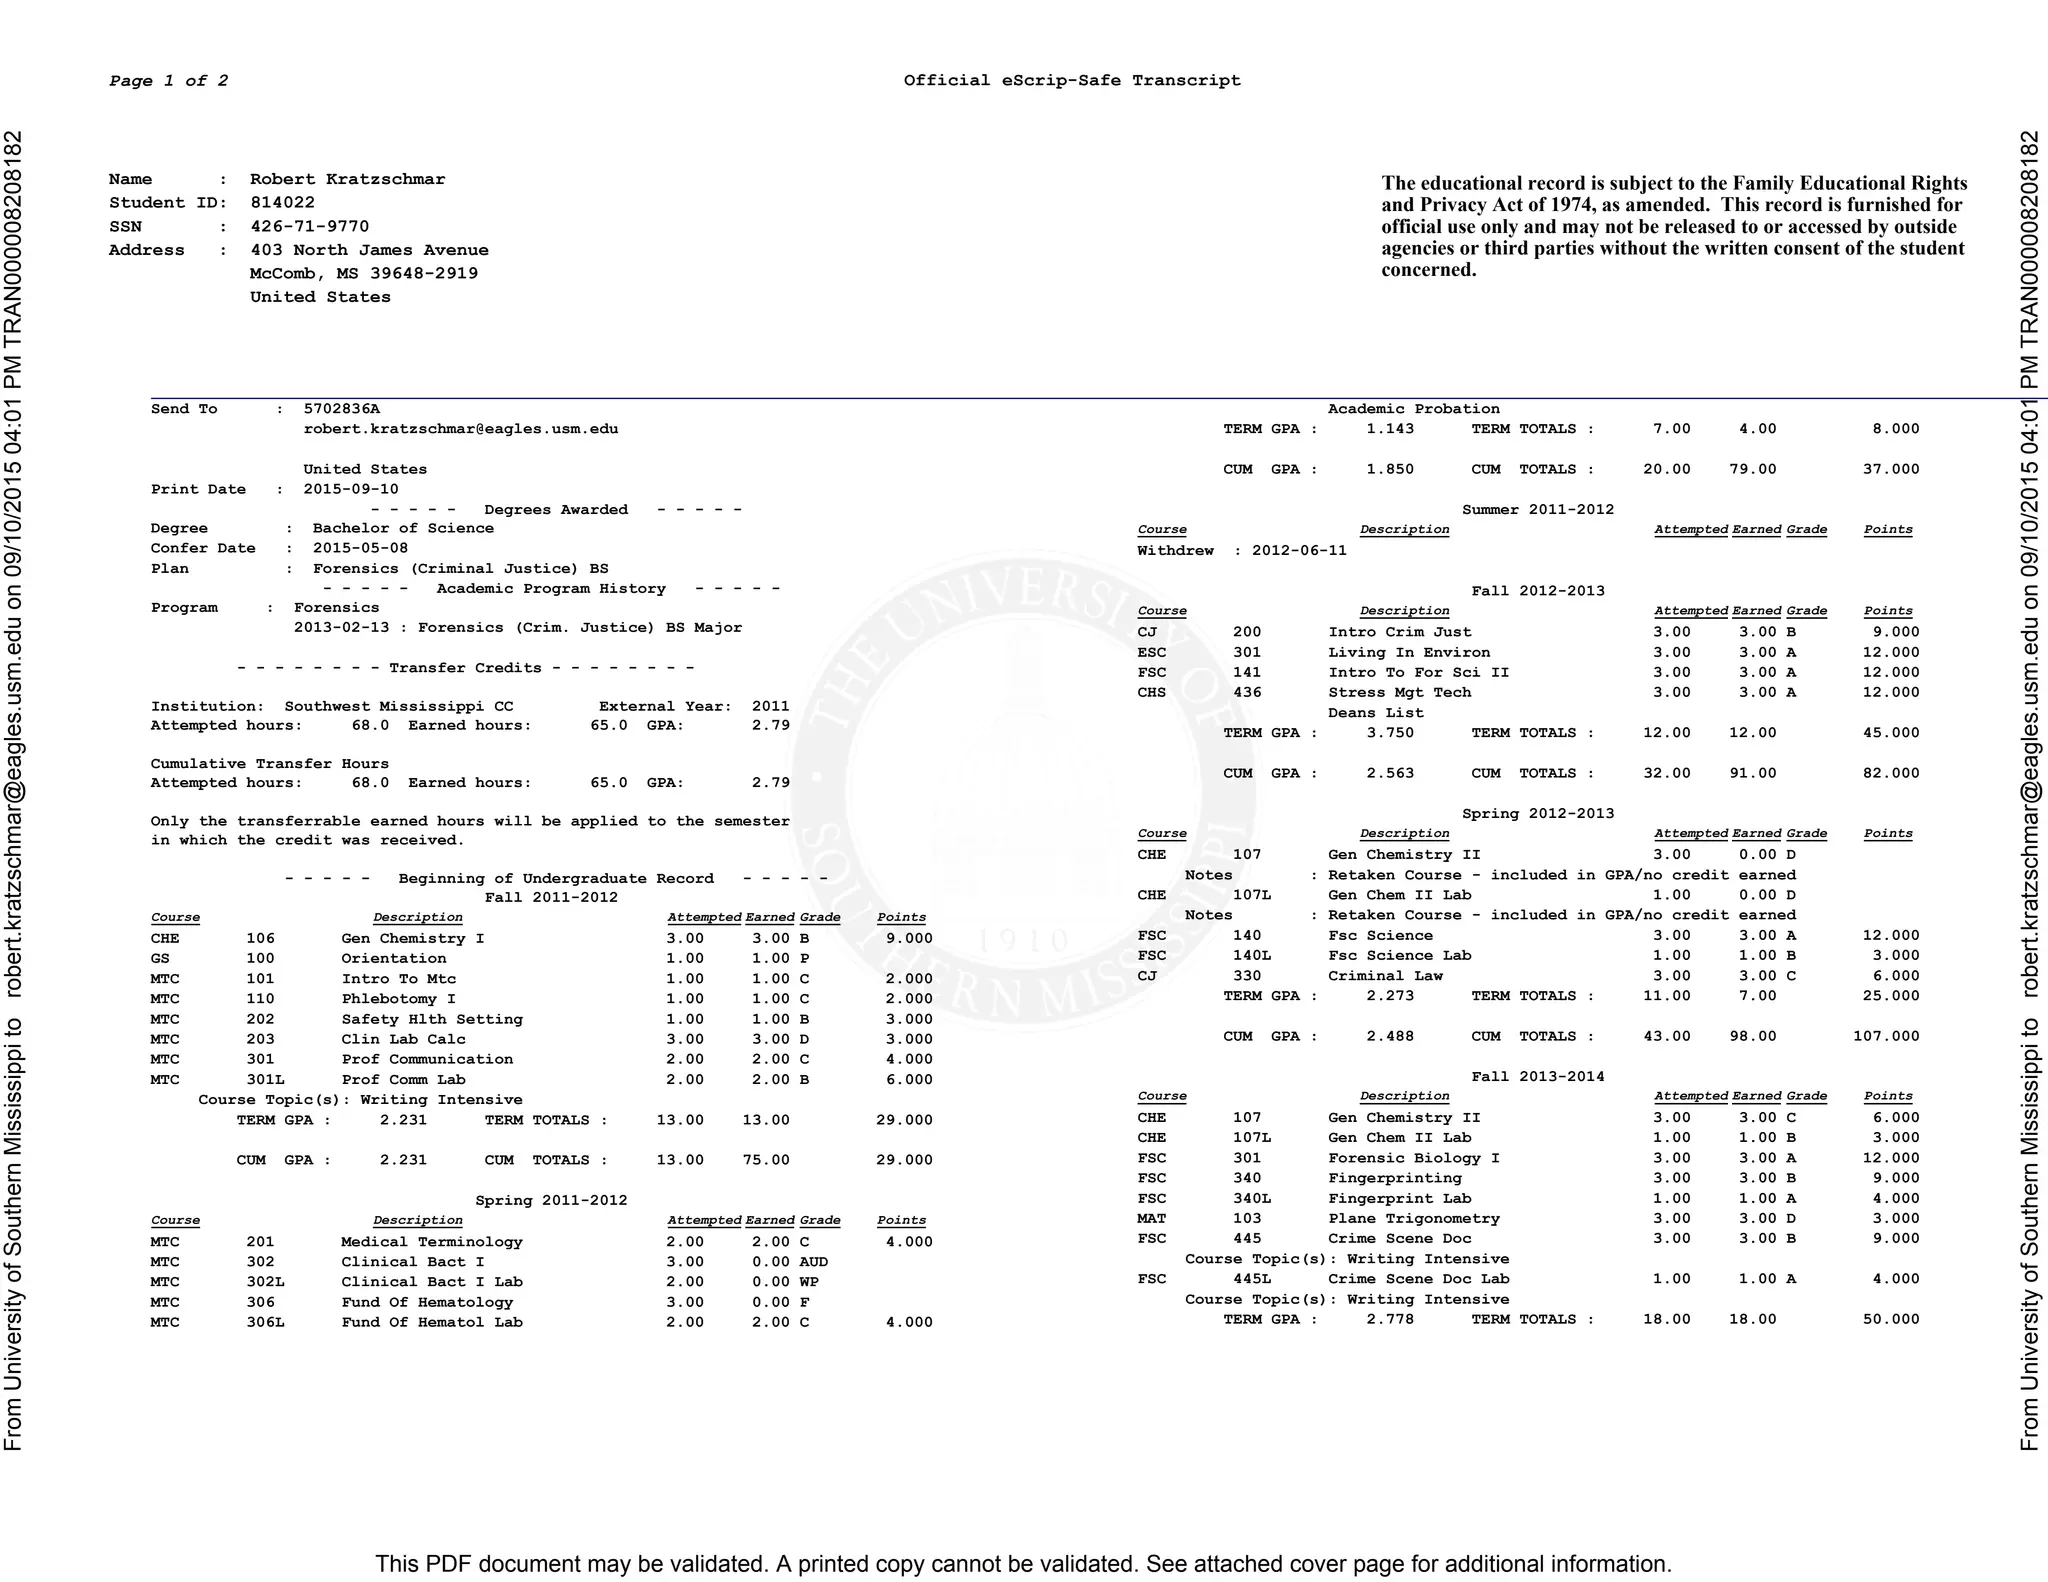 Page 1 of 2
Official eScrip-Safe Transcript
Name : Robert Kratzschmar
Student ID: 814022
SSN : 426-71-9770
Address : 403 North James Avenue
McComb, MS 39648-2919
United States
The educational record is subject to the Family Educational Rights
and Privacy Act of 1974, as amended. This record is furnished for
official use only and may not be released to or accessed by outside
agencies or third parties without the written consent of the student
concerned.
Send To : 5702836A
robert.kratzschmar@eagles.usm.edu
United States
Print Date : 2015-09-10
- - - - - Degrees Awarded - - - - -
Degree : Bachelor of Science
Confer Date : 2015-05-08
Plan : Forensics (Criminal Justice) BS
- - - - - Academic Program History - - - - -
Program : Forensics
2013-02-13 : Forensics (Crim. Justice) BS Major
- - - - - - - - Transfer Credits - - - - - - - -
Institution: Southwest Mississippi CC External Year: 2011
Attempted hours: 68.0 Earned hours: 65.0 GPA: 2.79
Cumulative Transfer Hours
Attempted hours: 68.0 Earned hours: 65.0 GPA: 2.79
Only the transferrable earned hours will be applied to the semester
in which the credit was received.
- - - - - Beginning of Undergraduate Record - - - - -
Fall 2011-2012
Course Description Attempted Earned Grade Points
CHE 106 Gen Chemistry I 3.00 3.00 B 9.000
GS 100 Orientation 1.00 1.00 P
MTC 101 Intro To Mtc 1.00 1.00 C 2.000
MTC 110 Phlebotomy I 1.00 1.00 C 2.000
MTC 202 Safety Hlth Setting 1.00 1.00 B 3.000
MTC 203 Clin Lab Calc 3.00 3.00 D 3.000
MTC 301 Prof Communication 2.00 2.00 C 4.000
MTC 301L Prof Comm Lab 2.00 2.00 B 6.000
Course Topic(s): Writing Intensive
TERM GPA : 2.231 TERM TOTALS : 13.00 13.00 29.000
CUM GPA : 2.231 CUM TOTALS : 13.00 75.00 29.000
Spring 2011-2012
Course Description Attempted Earned Grade Points
MTC 201 Medical Terminology 2.00 2.00 C 4.000
MTC 302 Clinical Bact I 3.00 0.00 AUD
MTC 302L Clinical Bact I Lab 2.00 0.00 WP
MTC 306 Fund Of Hematology 3.00 0.00 F
MTC 306L Fund Of Hematol Lab 2.00 2.00 C 4.000
Academic Probation
TERM GPA : 1.143 TERM TOTALS : 7.00 4.00 8.000
CUM GPA : 1.850 CUM TOTALS : 20.00 79.00 37.000
Summer 2011-2012
Course Description Attempted Earned Grade Points
Withdrew : 2012-06-11
Fall 2012-2013
Course Description Attempted Earned Grade Points
CJ 200 Intro Crim Just 3.00 3.00 B 9.000
ESC 301 Living In Environ 3.00 3.00 A 12.000
FSC 141 Intro To For Sci II 3.00 3.00 A 12.000
CHS 436 Stress Mgt Tech 3.00 3.00 A 12.000
Deans List
TERM GPA : 3.750 TERM TOTALS : 12.00 12.00 45.000
CUM GPA : 2.563 CUM TOTALS : 32.00 91.00 82.000
Spring 2012-2013
Course Description Attempted Earned Grade Points
CHE 107 Gen Chemistry II 3.00 0.00 D
Notes : Retaken Course - included in GPA/no credit earned
CHE 107L Gen Chem II Lab 1.00 0.00 D
Notes : Retaken Course - included in GPA/no credit earned
FSC 140 Fsc Science 3.00 3.00 A 12.000
FSC 140L Fsc Science Lab 1.00 1.00 B 3.000
CJ 330 Criminal Law 3.00 3.00 C 6.000
TERM GPA : 2.273 TERM TOTALS : 11.00 7.00 25.000
CUM GPA : 2.488 CUM TOTALS : 43.00 98.00 107.000
Fall 2013-2014
Course Description Attempted Earned Grade Points
CHE 107 Gen Chemistry II 3.00 3.00 C 6.000
CHE 107L Gen Chem II Lab 1.00 1.00 B 3.000
FSC 301 Forensic Biology I 3.00 3.00 A 12.000
FSC 340 Fingerprinting 3.00 3.00 B 9.000
FSC 340L Fingerprint Lab 1.00 1.00 A 4.000
MAT 103 Plane Trigonometry 3.00 3.00 D 3.000
FSC 445 Crime Scene Doc 3.00 3.00 B 9.000
Course Topic(s): Writing Intensive
FSC 445L Crime Scene Doc Lab 1.00 1.00 A 4.000
Course Topic(s): Writing Intensive
TERM GPA : 2.778 TERM TOTALS : 18.00 18.00 50.000
THE UNIVERSITY OF SOUTHERN MISSISSIPPI
1910
From University of Southern Mississippi to robert.kratzschmar@eagles.usm.edu on 09/10/2015 04:01 PM TRAN000008208182
From University of Southern Mississippi to robert.kratzschmar@eagles.usm.edu on 09/10/2015 04:01 PM TRAN000008208182
This PDF document may be validated. A printed copy cannot be validated. See attached cover page for additional information.